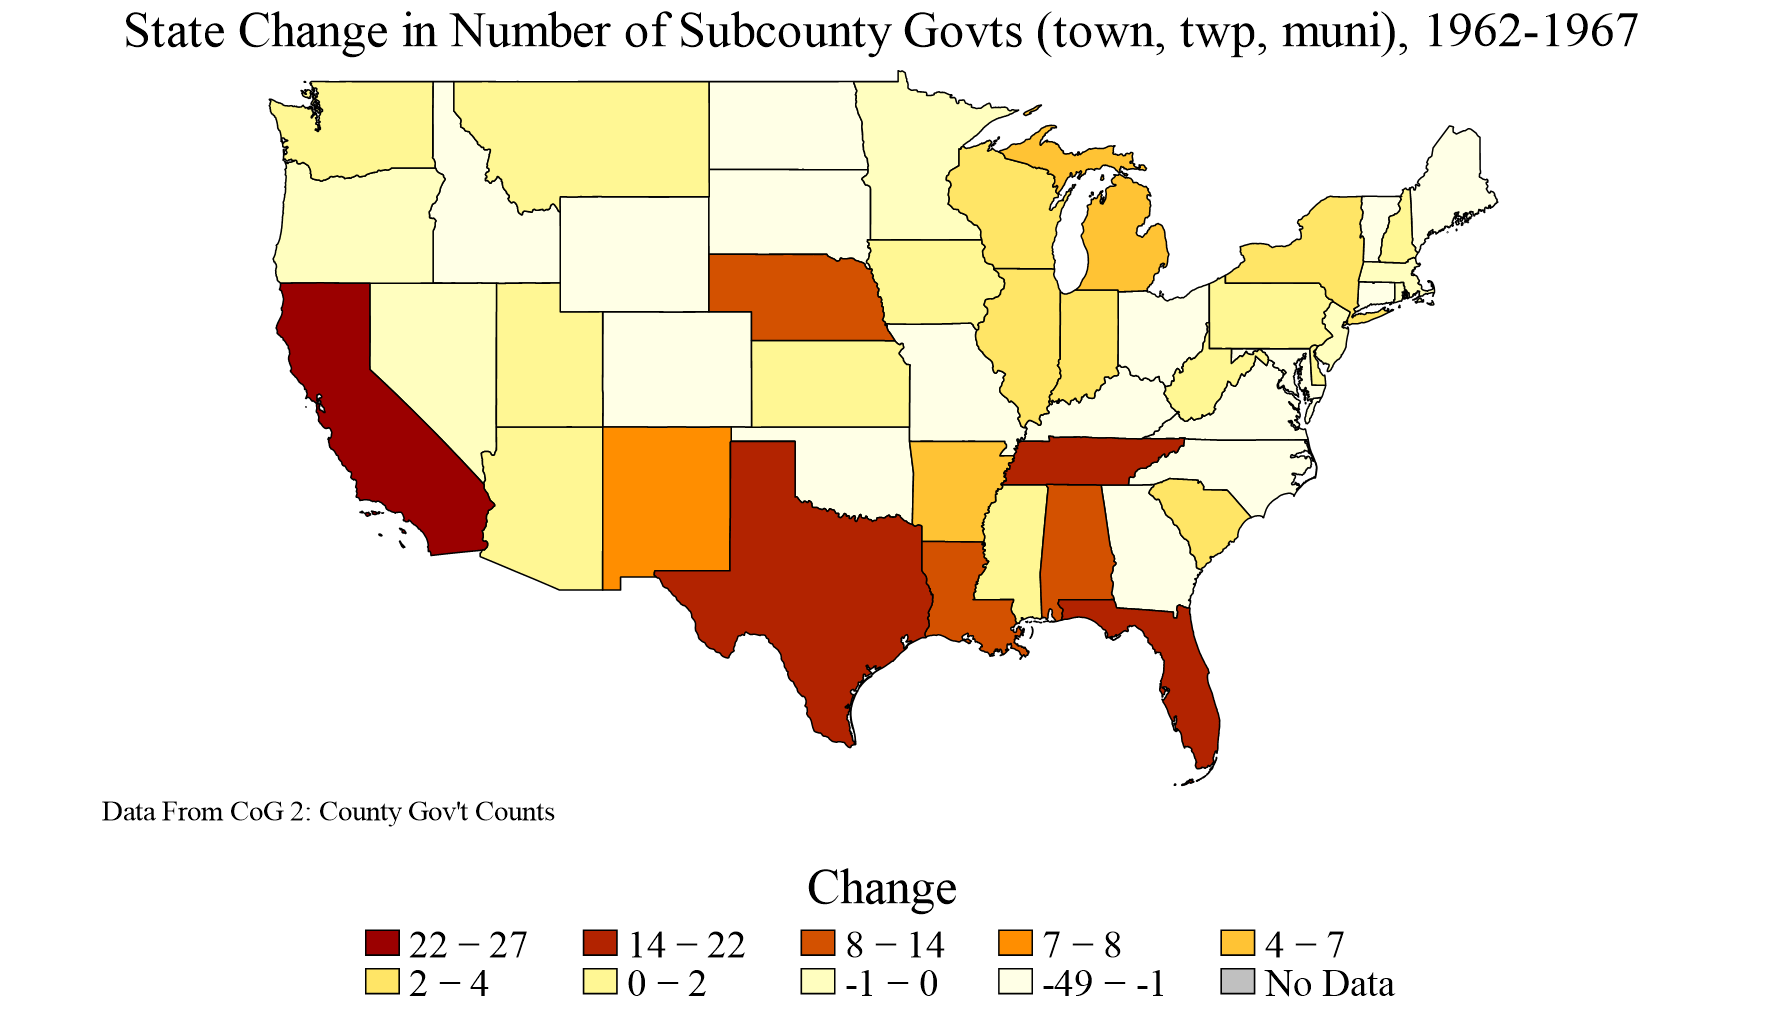 State Change in Number of Subcounty Govts (town, twp, muni), 1962-1967
Data From CoG 2: County Gov't Counts
Change
22 – 27 14 – 22 8 – 14 7 – 8 4 – 7
2 – 4 0 – 2 -1 – 0 -49 – -1 No Data